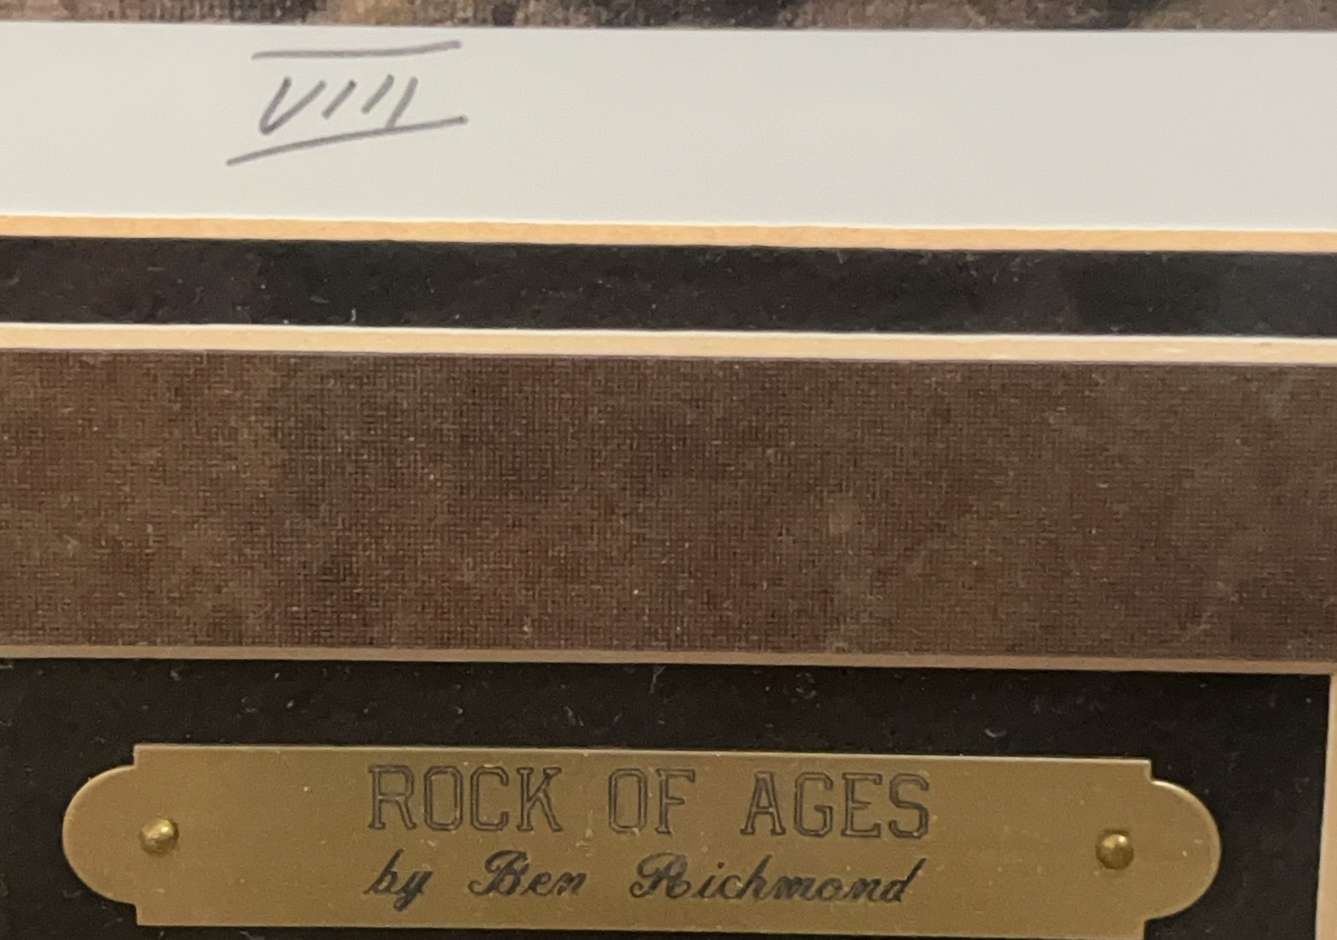 VIII
ROCK OF AGES
by Ben Richmond